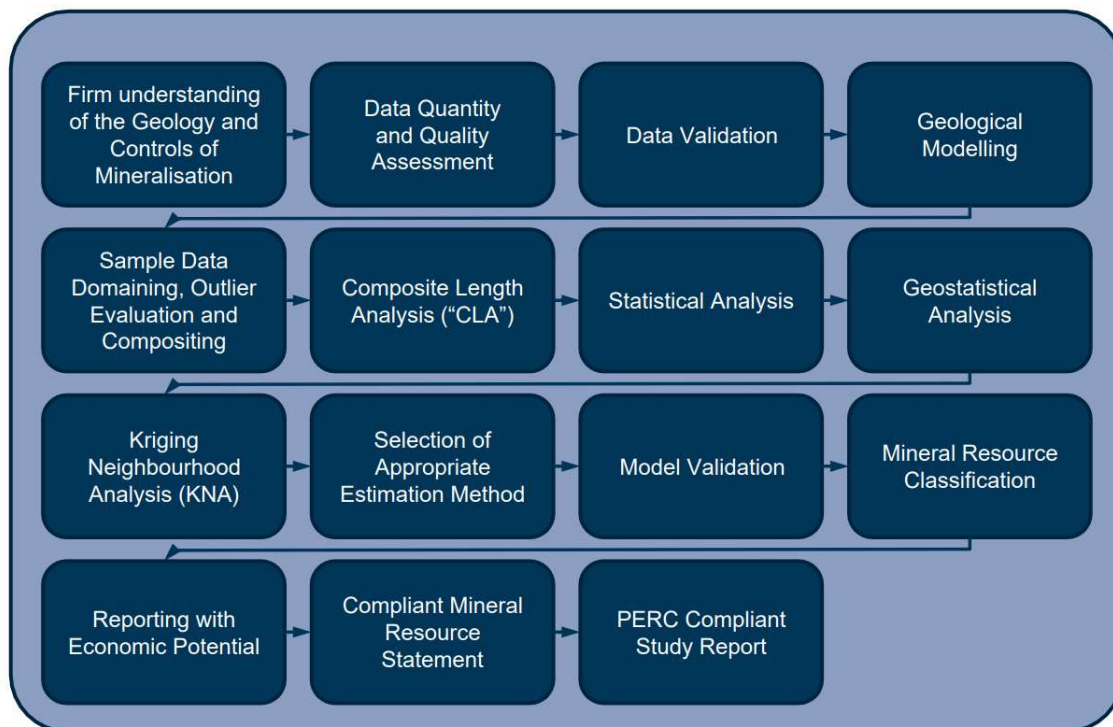 Firm understanding
of the Geology and
Controls of
Mineralisation
Data Quantity
and Quality
Assessment
Data Validation
Geological
Modelling
Sample Data
Domaining, Outlier
Evaluation and
Compositing
Composite Length
Analysis (“CLA”)
Statistical Analysis
Geostatistical
Analysis
Kriging
Neighbourhood
Analysis (KNA)
Selection of
Appropriate
Estimation Method
Model Validation
Mineral Resource
Classification
Reporting with
Economic Potential
Compliant Mineral
Resource
Statement
PERC Compliant
Study Report